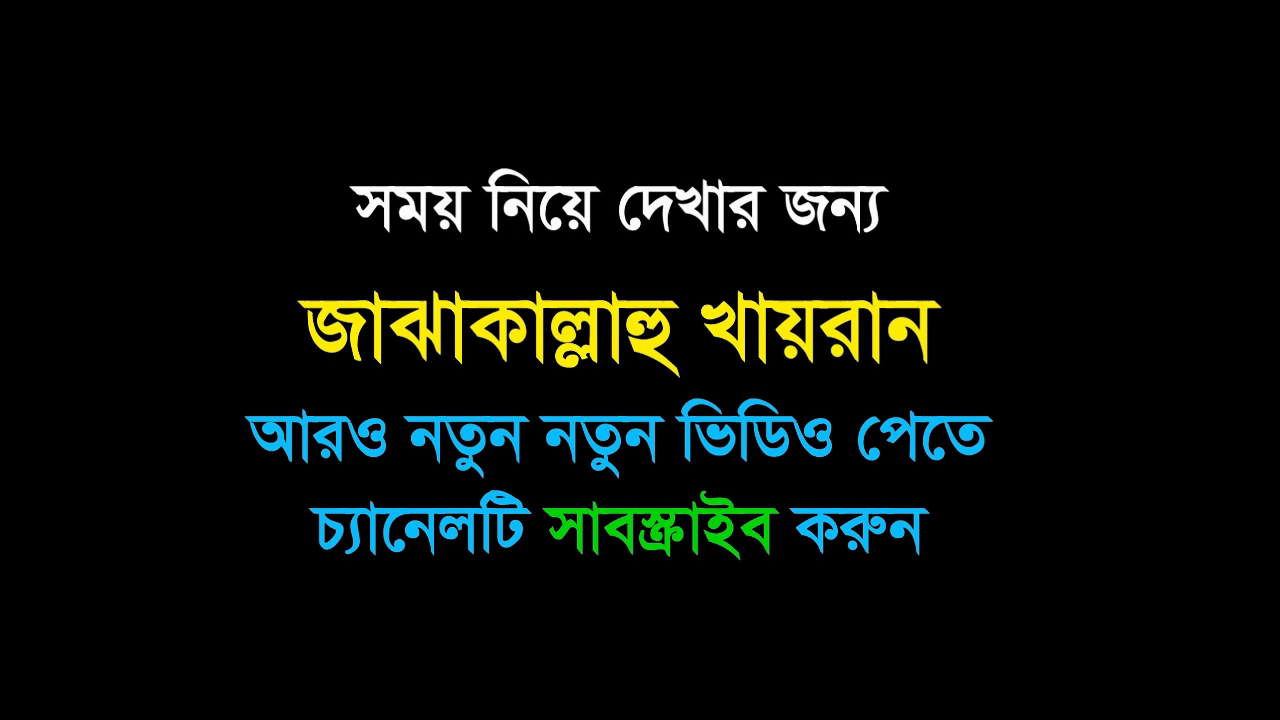 সময় নিয়ে দেখার জন্য
জাঝাকাল্লাহু খায়রান
আরও নতুন নতুন ভিডিও পেতে
চ্যানেলটি সাবস্ক্রাইব করুন